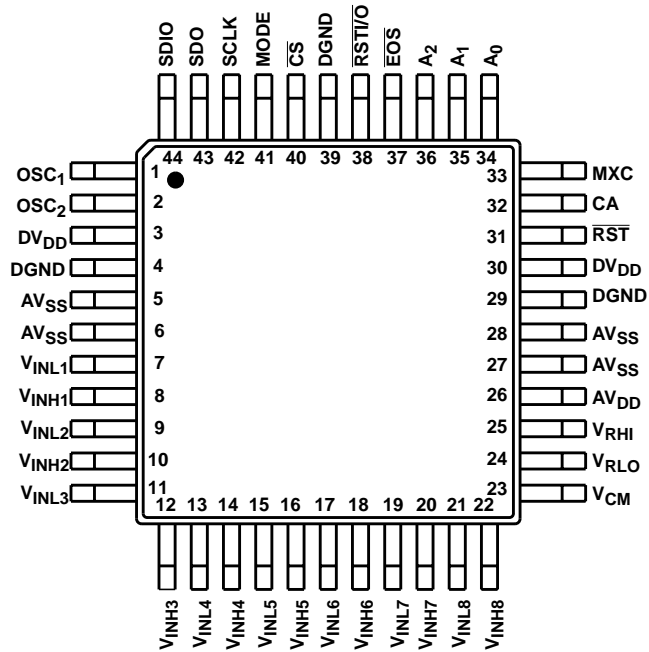 SDIO SDO SCLK MODE CS DGND RSTI/O EOS A2 A1 A0
44 43 42 41 40 39 38 37 36 35 34
OSC1 1 33 MXC
OSC2 2 32 CA
DVDD 3 31 RST
DGND 4 30 DVDD
AVSS 5 29 DGND
AVSS 6 28 AVSS
VINL1 7 27 AVSS
VINH1 8 26 AVDD
VINL2 9 25 VRHI
VINH2 10 24 VRLO
VINL3 11 23 VCM
12 13 14 15 16 17 18 19 20 21 22
VINH3 VINL4 VINH4 VINL5 VINH5 VINL6 VINH6 VINL7 VINH7 VINL8 VINH8